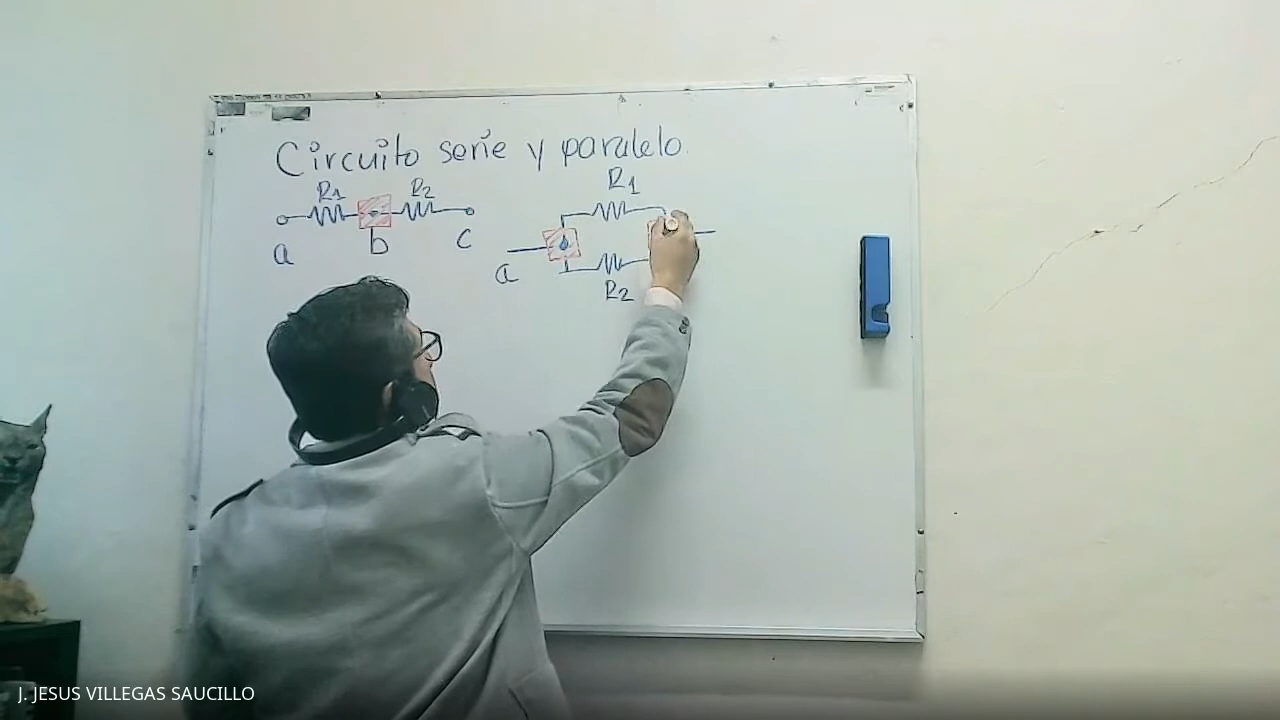 Circuito serie y paralelo.
R1 R2
a b c
R1
a
R2
J. JESUS VILLEGAS SAUCILLO